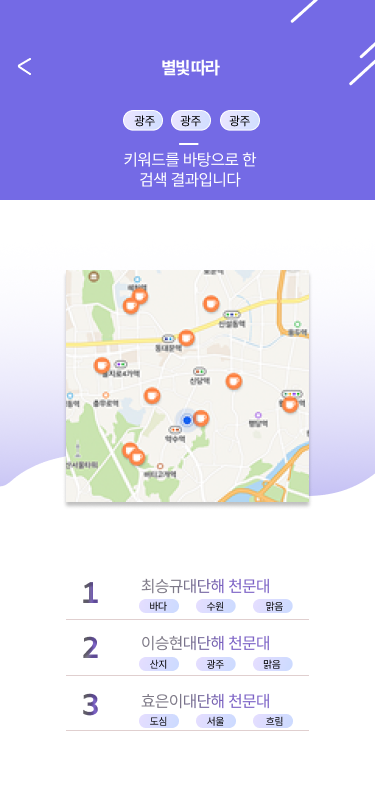 별빛따라
광주 광주 광주
키워드를 바탕으로 한
검색 결과입니다
신설동역
동대문역
을지로4가역
신당역
충무로역
행당역
약수역
버티고개역
1 최승규대단해 천문대
바다 수원 맑음
2 이승현대단해 천문대
산지 광주 맑음
3 효은이대단해 천문대
도심 서울 흐림